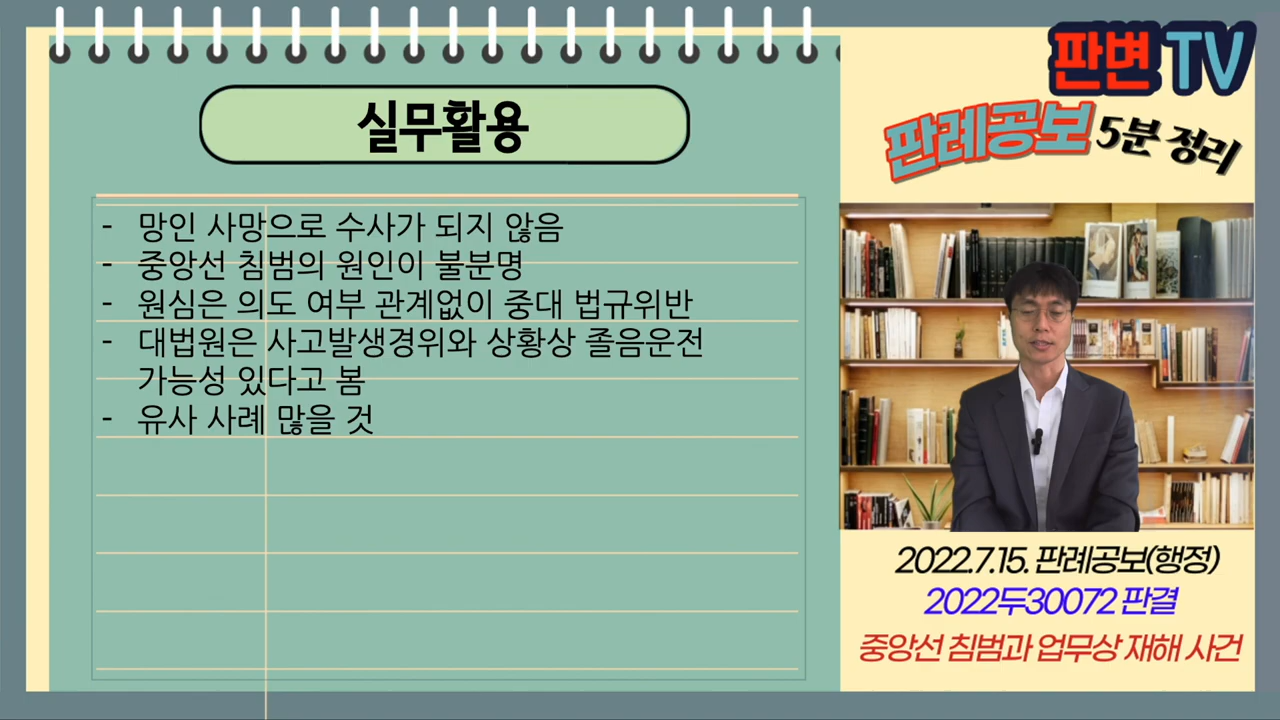 실무활용
- 망인 사망으로 수사가 되지 않음
- 중앙선 침범의 원인이 불분명
- 원심은 의도 여부 관계없이 중대 법규위반
- 대법원은 사고발생경위와 상황상 졸음운전
가능성 있다고 봄
- 유사 사례 많을 것
판변 TV
판례공보 5분 정리
2022.7.15. 판례공보(행정)
2022두30072 판결
중앙선 침범과 업무상 재해 사건